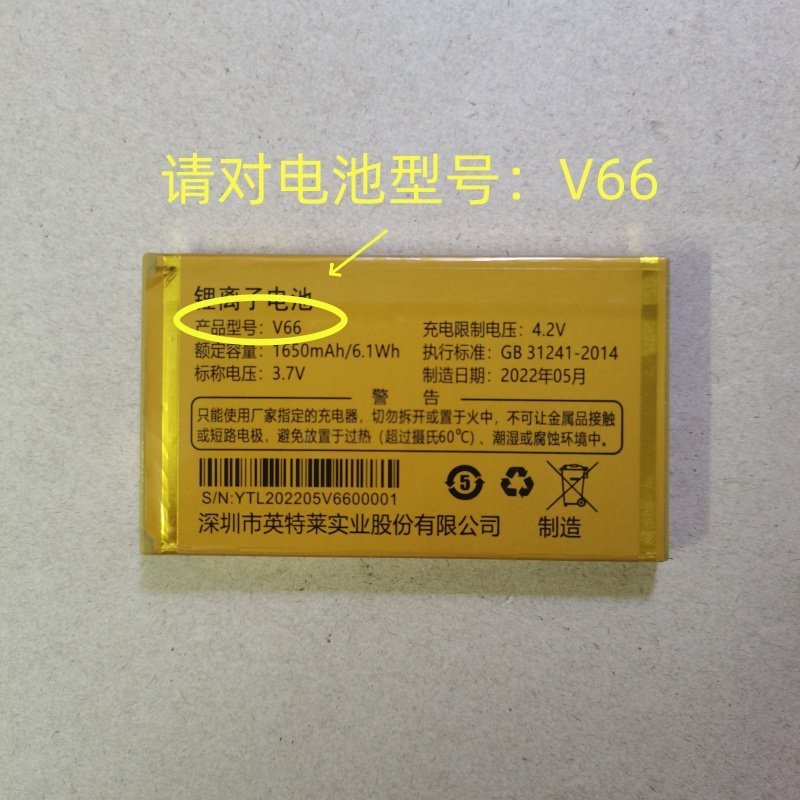 请对电池型号：V66
锂离子电池
产品型号：V66
额定容量：1650mAh/6.1Wh
标称电压：3.7V
充电限制电压：4.2V
执行标准：GB 31241-2014
制造日期：2022年05月
警 告
只能使用厂家指定的充电器，切勿拆开或置于火中，不可让金属品接触
或短路电极，避免放置于过热（超过摄氏60℃）、潮湿或腐蚀环境中。
S/N:YTL202205V6600001
5
深圳市英特莱实业股份有限公司 制造